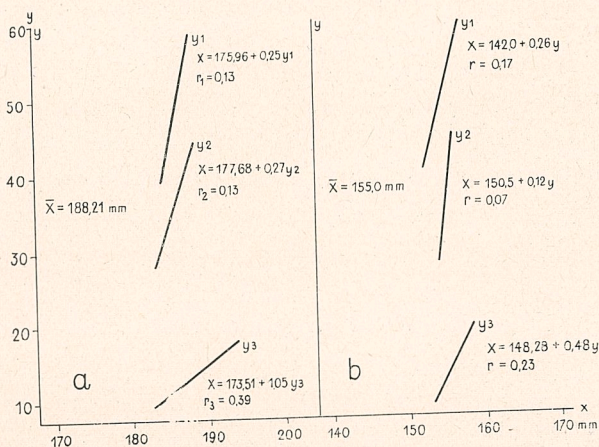 y
60 y
50
40
30
20
10
y1
X = 175,96 + 0,25 y1
r1 = 0,13
y2
X = 177,68 + 0,27 y2
r2 = 0,13
X̅ = 188,21 mm
y3
X = 173,51 + 105 y3
r3 = 0,39
a
170 180 190 200
y
y1
X = 142,0 + 0,26 y
r = 0,17
y2
X = 150,5 + 0,12 y
r = 0,07
X̅ = 155,0 mm
y3
X = 148,28 + 0,48 y
r = 0,23
b
x
140 150 160 170 mm